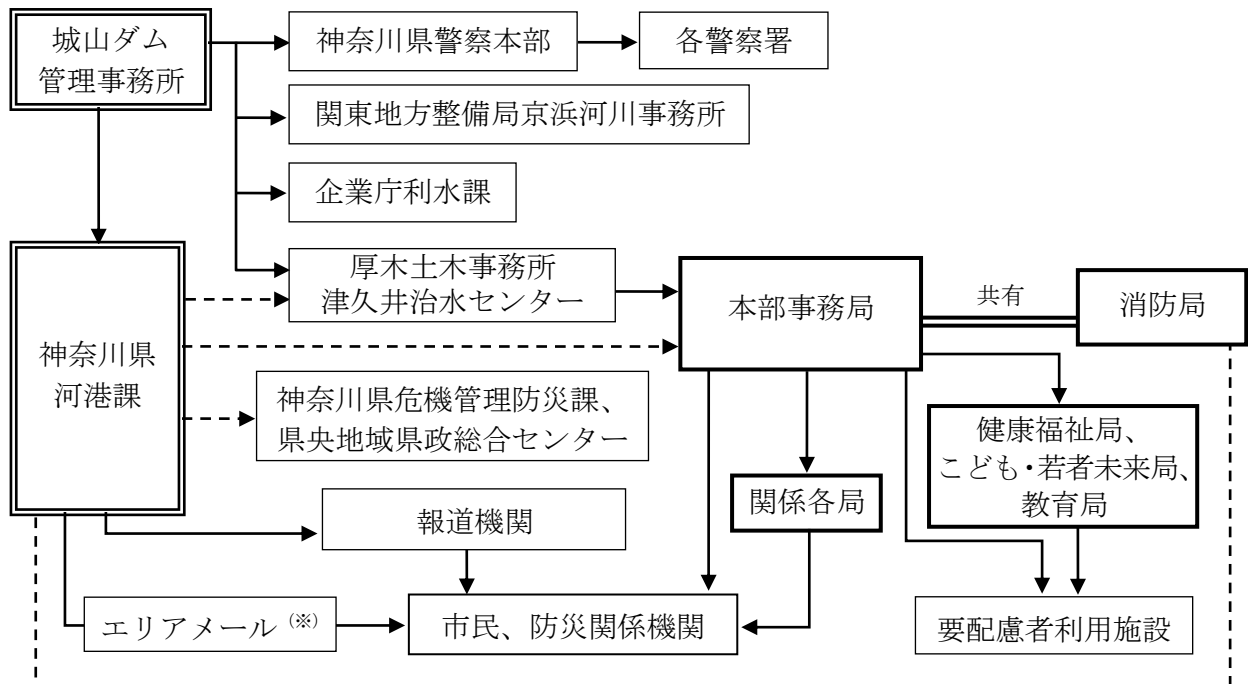 城山ダム
管理事務所
神奈川県警察本部
各警察署
関東地方整備局京浜河川事務所
企業庁利水課
厚木土木事務所
津久井治水センター
本部事務局
共有
消防局
神奈川県
河港課
神奈川県危機管理防災課、
県央地域県政総合センター
健康福祉局、
こども・若者未来局、
教育局
関係各局
報道機関
エリアメール（※）
市民、防災関係機関
要配慮者利用施設